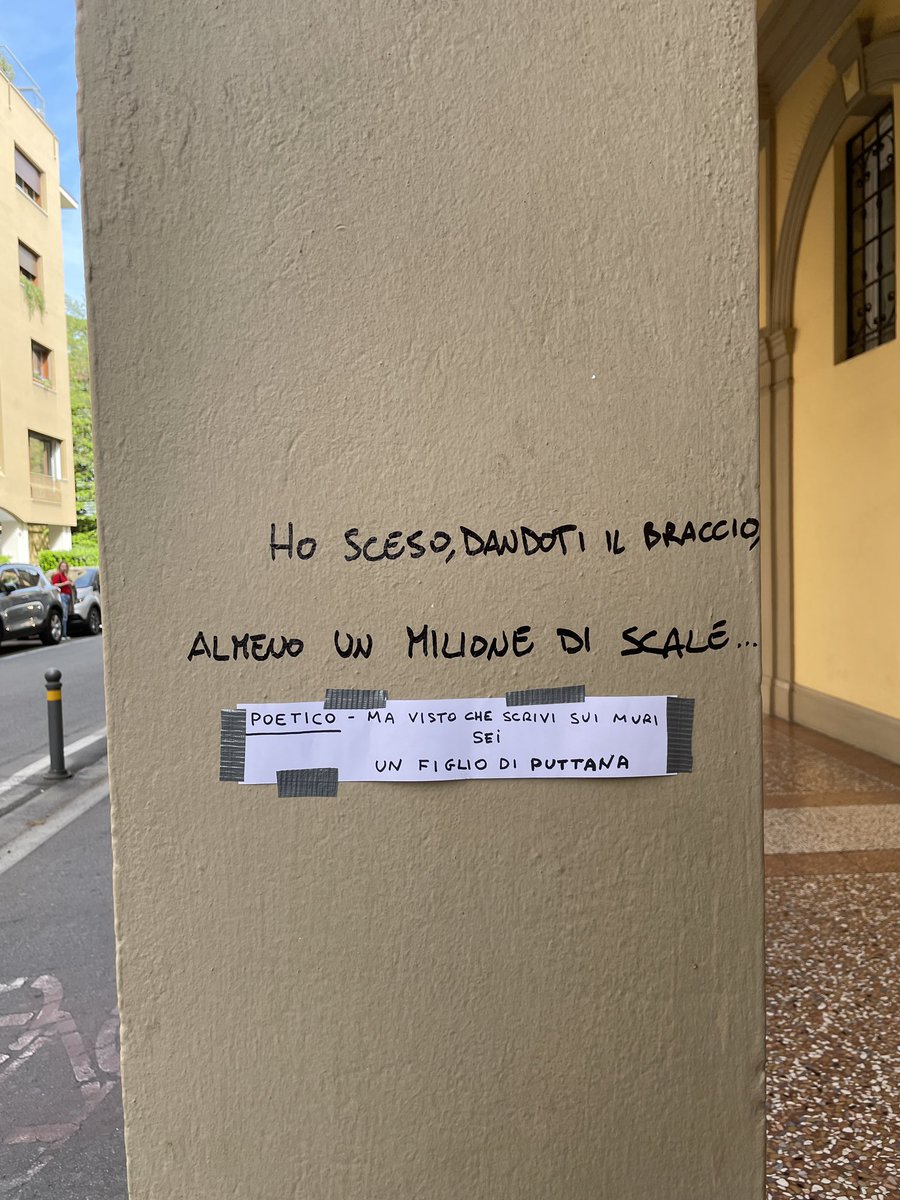 HO SCESO, DANDOTI IL BRACCIO,
ALMENO UN MILIONE DI SCALE...
POETICO - MA VISTO CHE SCRIVI SUI MURI
SEI
UN FIGLIO DI PUTTANA